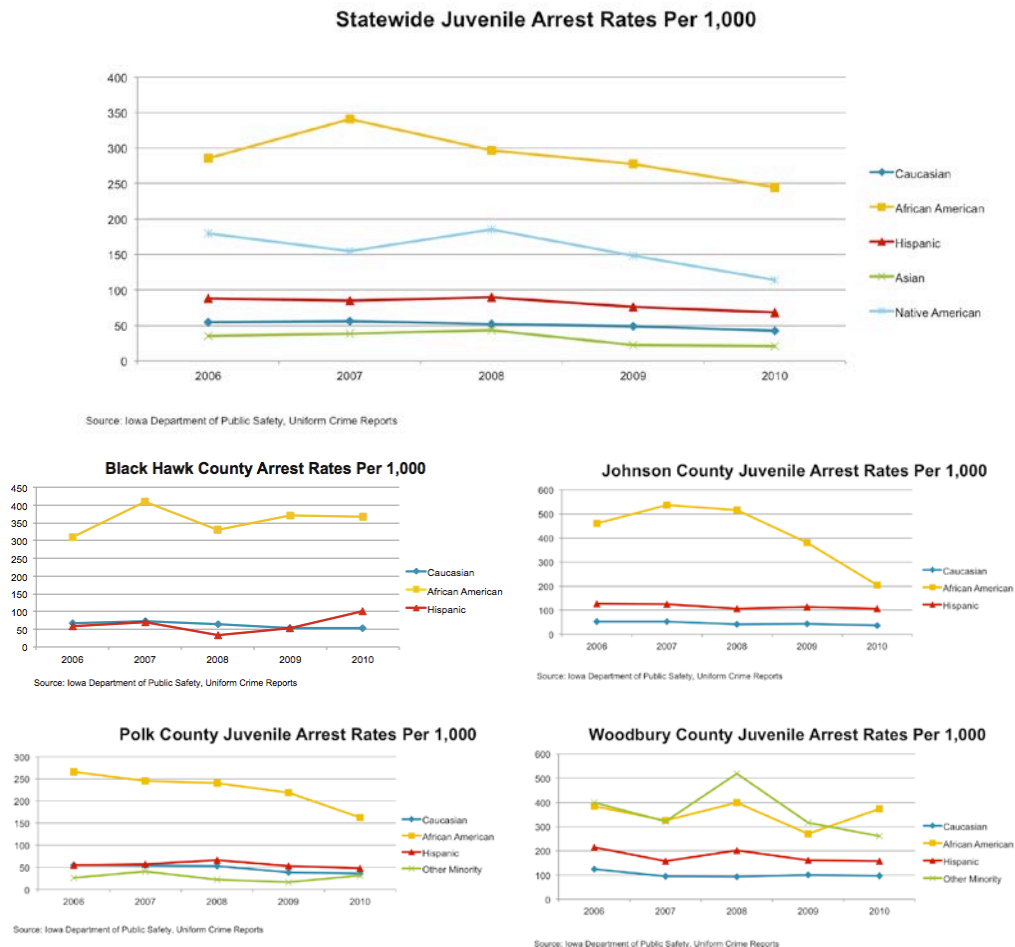 Statewide Juvenile Arrest Rates Per 1,000
400
350
300
250
200
150
100
50
0
2006 2007 2008 2009 2010
Caucasian
African American
Hispanic
Asian
Native American
Source: Iowa Department of Public Safety, Uniform Crime Reports
Black Hawk County Arrest Rates Per 1,000
450
400
350
300
250
200
150
100
50
0
2006 2007 2008 2009 2010
Caucasian
African American
Hispanic
Source: Iowa Department of Public Safety, Uniform Crime Reports
Johnson County Juvenile Arrest Rates Per 1,000
600
500
400
300
200
100
0
2006 2007 2008 2009 2010
Caucasian
African American
Hispanic
Source: Iowa Department of Public Safety, Uniform Crime Reports
Polk County Juvenile Arrest Rates Per 1,000
300
250
200
150
100
50
0
2006 2007 2008 2009 2010
Caucasian
African American
Hispanic
Other Minority
Source: Iowa Department of Public Safety, Uniform Crime Reports
Woodbury County Juvenile Arrest Rates Per 1,000
600
500
400
300
200
100
0
2006 2007 2008 2009 2010
Caucasian
African American
Hispanic
Other Minority
Source: Iowa Department of Public Safety, Uniform Crime Reports